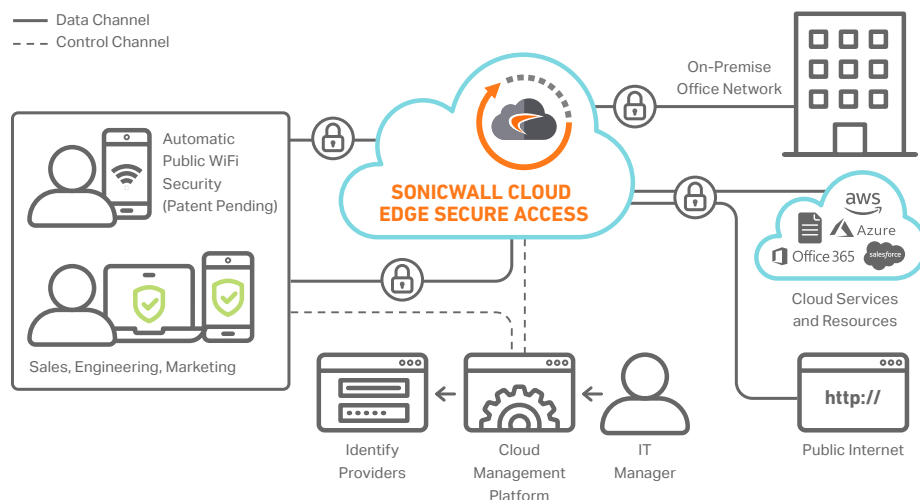 Data Channel
Control Channel
Automatic
Public WiFi
Security
(Patent Pending)
Sales, Engineering, Marketing
SONICWALL CLOUD
EDGE SECURE ACCESS
On-Premise
Office Network
aws
Azure
Office 365
salesforce
Cloud Services
and Resources
http://
Public Internet
Identify
Providers
Cloud
Management
Platform
IT
Manager